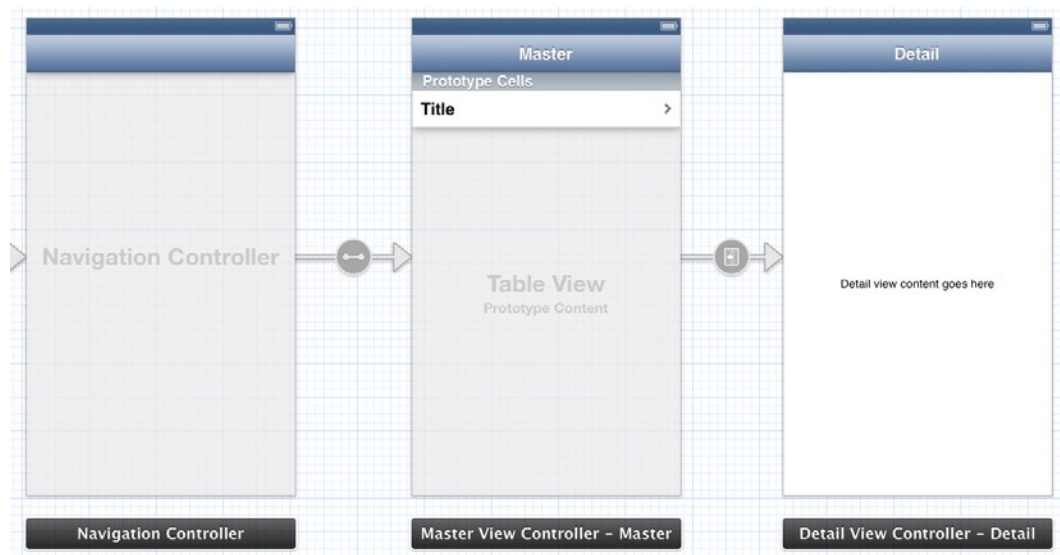 Navigation Controller
Navigation Controller
Master
Prototype Cells
Title
Table View
Prototype Content
Master View Controller – Master
Detail
Detail view content goes here
Detail View Controller – Detail